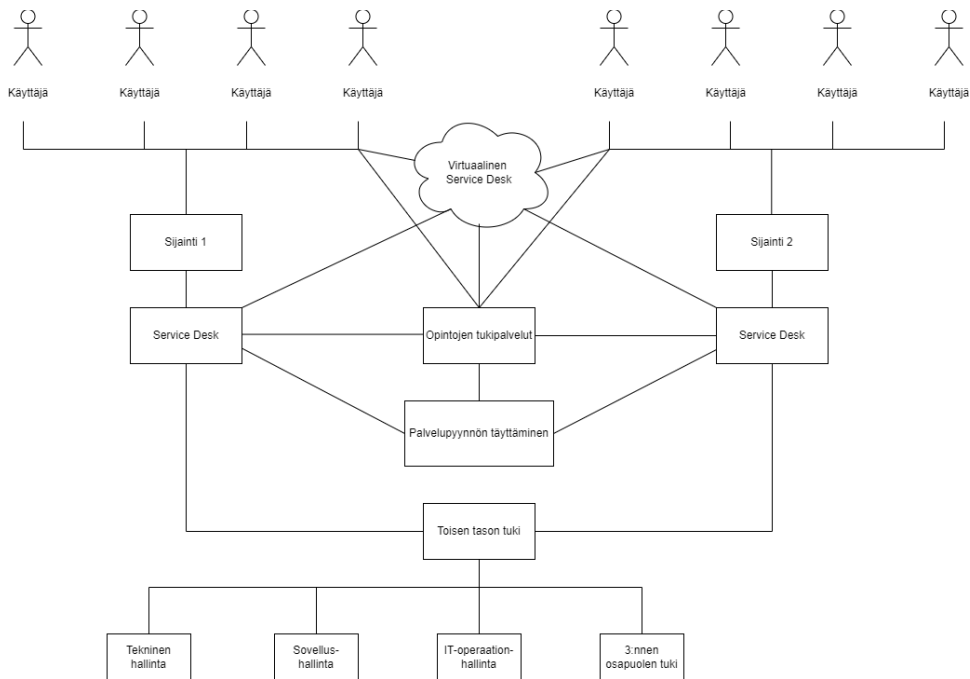 Käyttäjä
Käyttäjä
Käyttäjä
Käyttäjä
Käyttäjä
Käyttäjä
Käyttäjä
Käyttäjä
Virtuaalinen
Service Desk
Sijainti 1
Sijainti 2
Service Desk
Opintojen tukipalvelut
Service Desk
Palvelupyynnön täyttäminen
Toisen tason tuki
Tekninen
hallinta
Sovellus-
hallinta
IT-operaation-
hallinta
3:nnen
osapuolen tuki